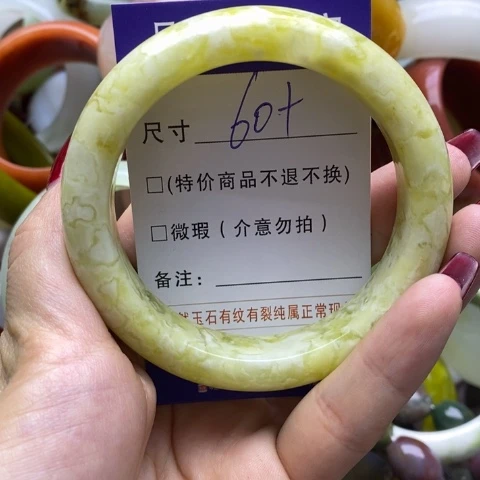 尺寸 60+
□(特价商品不退不换)
□微瑕(介意勿拍)
备注:
玉石有纹有裂纯属正常现